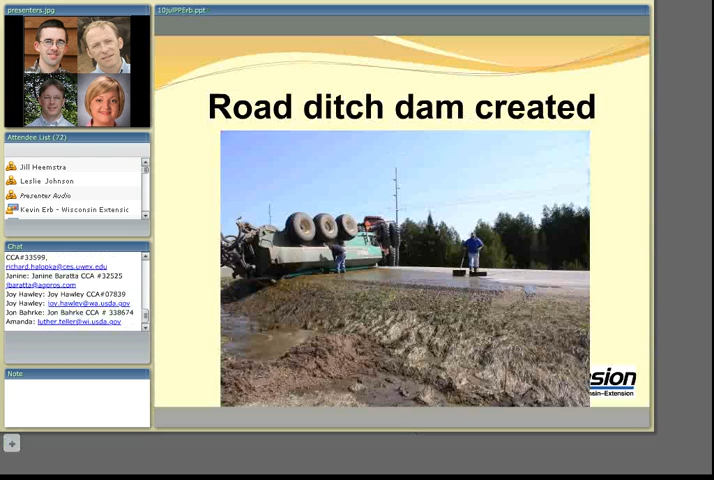 presenters.jpg
10julPPErb.ppt
Attendee List (72)
Jill Heemstra
Leslie Johnson
Presenter Audio
Kevin Erb - Wisconsin Extensic
Chat
CCA#33599,
richard.halopka@ces.uwex.edu
Janine: Janine Baratta CCA #32525
jbaratta@agpros.com
Joy Hawley: Joy Hawley CCA#07839
Joy Hawley: joy.hawley@wa.usda.gov
Jon Bahrke: Jon Bahrke CCA # 338674
Amanda: luther.teller@wi.usda.gov
Note
Road ditch dam created
sion
sin-Extension